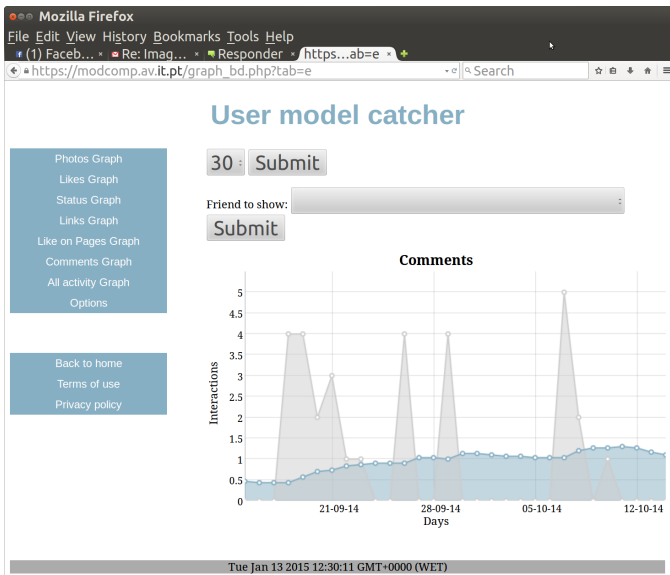 Mozilla Firefox
File Edit View History Bookmarks Tools Help
(1) Faceb... × Re: Imag... × Responder × https...ab=e ×
https://modcomp.av.it.pt/graph_bd.php?tab=e Search
User model catcher
Photos Graph
Likes Graph
Status Graph
Links Graph
Like on Pages Graph
Comments Graph
All activity Graph
Options
Back to home
Terms of use
Privacy policy
30 Submit
Friend to show:
Submit
Comments
Interactions
5
4.5
4
3.5
3
2.5
2
1.5
1
0.5
0
21-09-14 28-09-14 05-10-14 12-10-14
Days
Tue Jan 13 2015 12:30:11 GMT+0000 (WET)